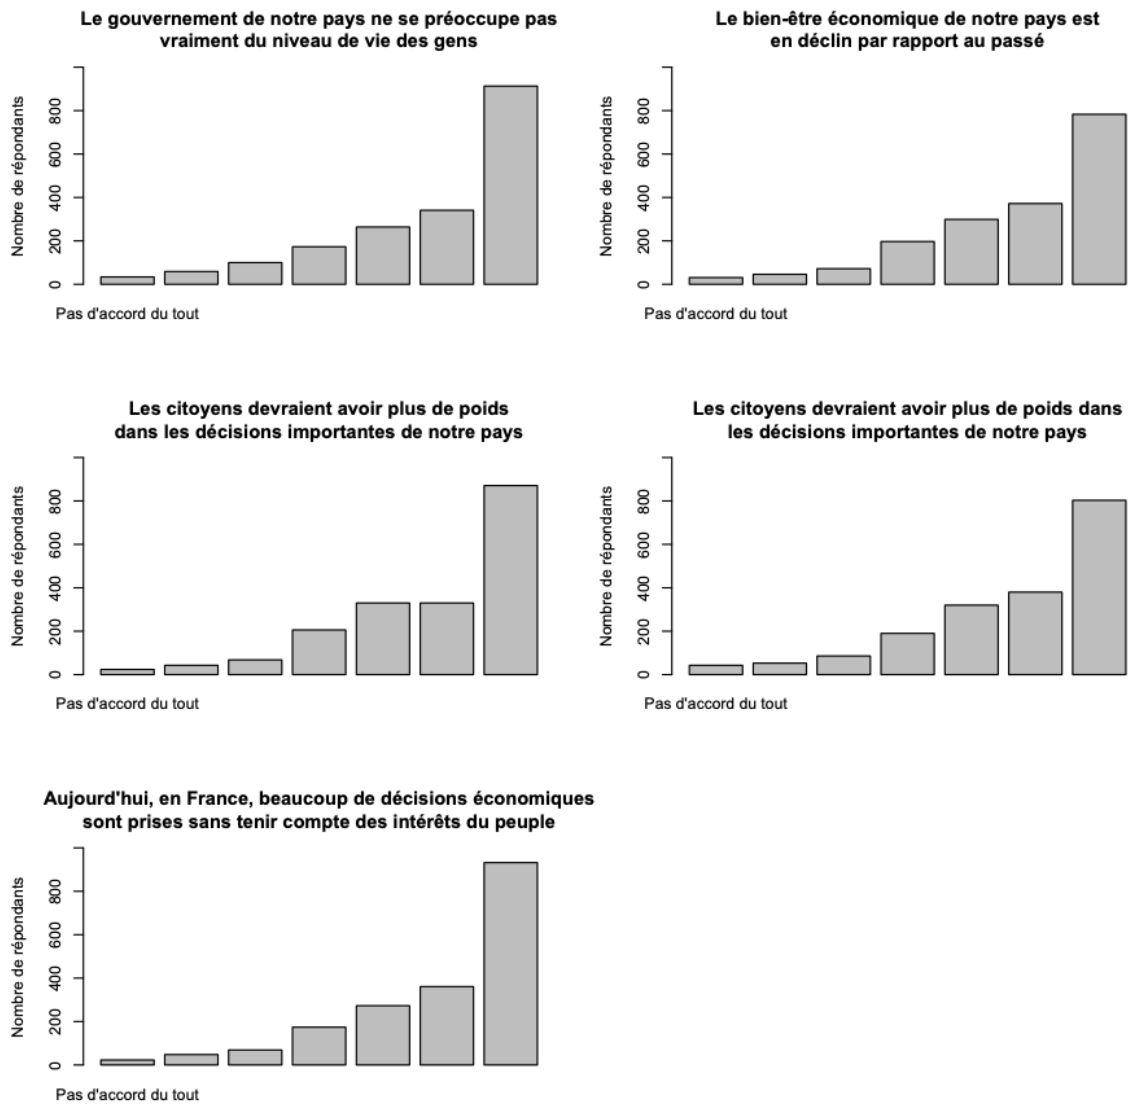 Le gouvernement de notre pays ne se préoccupe pas
vraiment du niveau de vie des gens
Nombre de répondants
0
200
400
600
800
Pas d'accord du tout
Le bien-être économique de notre pays est
en déclin par rapport au passé
Nombre de répondants
0
200
400
600
800
Pas d'accord du tout
Les citoyens devraient avoir plus de poids
dans les décisions importantes de notre pays
Nombre de répondants
0
200
400
600
800
Pas d'accord du tout
Les citoyens devraient avoir plus de poids dans
les décisions importantes de notre pays
Nombre de répondants
0
200
400
600
800
Pas d'accord du tout
Aujourd'hui, en France, beaucoup de décisions économiques
sont prises sans tenir compte des intérêts du peuple
Nombre de répondants
0
200
400
600
800
Pas d'accord du tout